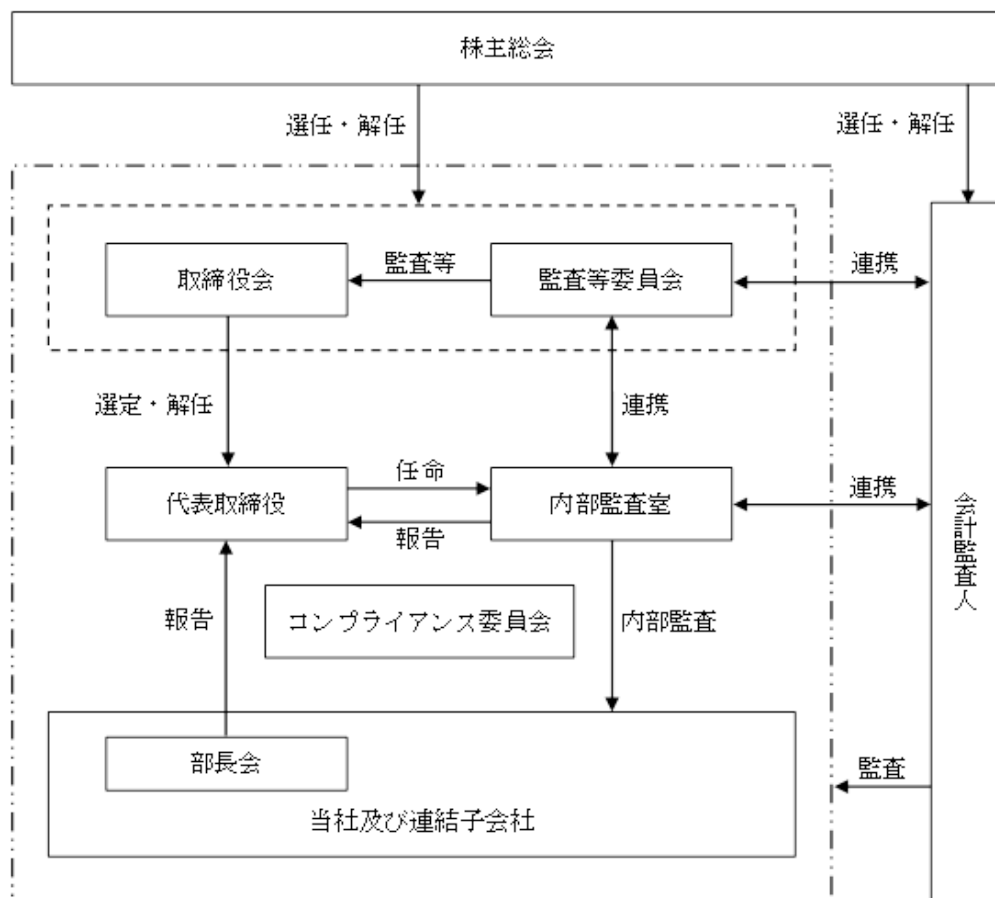 株主総会
選任・解任
選任・解任
取締役会
監査等
監査等委員会
連携
選定・解任
連携
代表取締役
任命
報告
内部監査室
連携
会計監査人
報告
コンプライアンス委員会
内部監査
部長会
当社及び連結子会社
監査